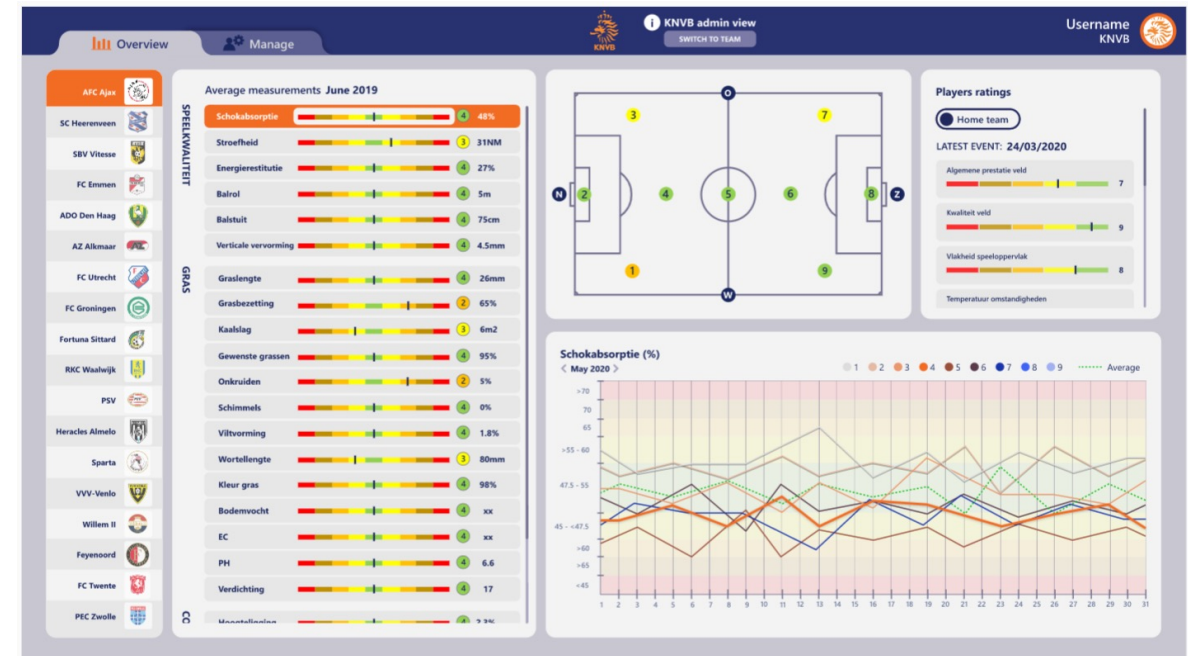 Overview
Manage
KNVB
i KNVB admin view
SWITCH TO TEAM
Username
KNVB
AFC Ajax
SC Heerenveen
SBV Vitesse
FC Emmen
ADO Den Haag
AZ Alkmaar
FC Utrecht
FC Groningen
Fortuna Sittard
RKC Waalwijk
PSV
Heracles Almelo
Sparta
VVV-Venlo
Willem II
Feyenoord
FC Twente
PEC Zwolle
Average measurements June 2019
SPEELKWALITEIT
Schokabsorptie 4 48%
Stroefheid 3 31NM
Energierestitutie 4 27%
Balrol 4 5m
Balstuit 4 75cm
Verticale vervorming 4 4.5mm
GRAS
Graslengte 4 26mm
Grasbezetting 2 65%
Kaalslag 3 6m2
Gewenste grassen 4 95%
Onkruiden 2 5%
Schimmels 4 0%
Viltvorming 4 1.8%
Wortellengte 3 80mm
Kleur gras 4 98%
Bodemvocht 4 xx
EC 4 xx
PH 4 6.6
Verdichting 4 17
O
3 7
N 2 4 5 6 8 Z
1 9
W
Players ratings
Home team
LATEST EVENT: 24/03/2020
Algemene prestatie veld
7
Kwaliteit veld
9
Vlakheid speeloppervlak
8
Temperatuur omstandigheden
Schokabsorptie (%)
< May 2020 >
1 2 3 4 5 6 7 8 9 Average
>70
70
65
>55 - 60
47.5 - 55
45 - <47.5
>60
>65
<45
1 2 3 4 5 6 7 8 9 10 11 12 13 14 15 16 17 18 19 20 21 22 23 24 25 26 27 28 29 30 31